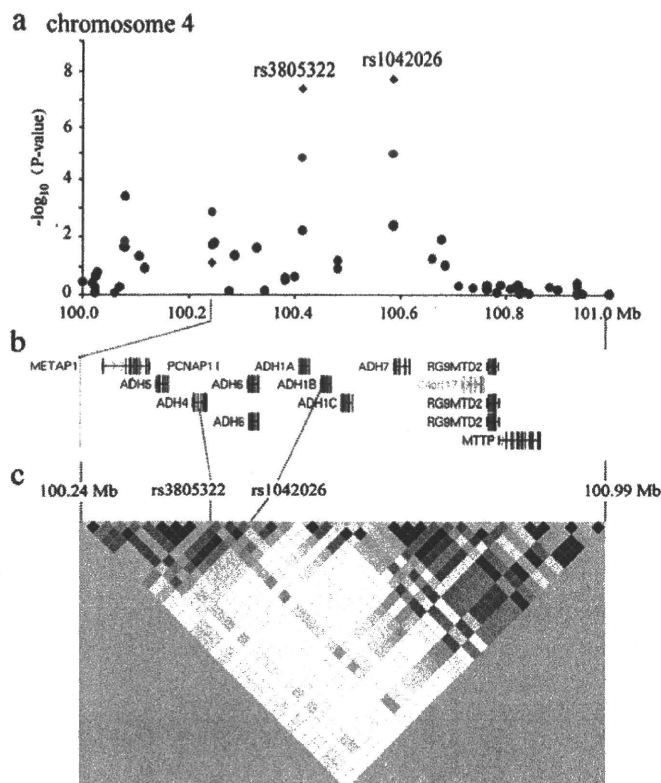 a chromosome 4
8
rs3805322
rs1042026
6
4
2
0
-log10 (P-value)
100.0
100.2
100.4
100.6
100.8
101.0 Mb
b
METAP1
PCNAP1
ADH1A
ADH7
RG9MTD2
ADH5
ADH6
ADH1B
C4orf17
ADH4
ADH1C
RG9MTD2
ADH6
RG9MTD2
MTTP
c
100.24 Mb
rs3805322
rs1042026
100.99 Mb